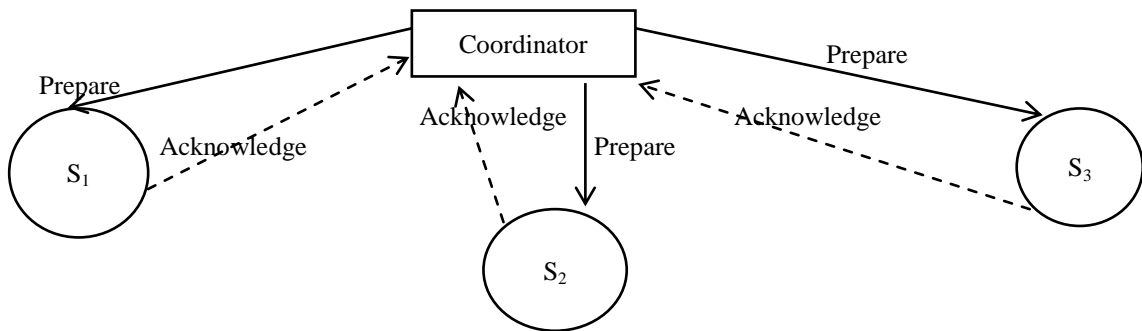 Coordinator
Prepare
Prepare
Acknowledge
Acknowledge
Acknowledge
Prepare
S₁
S₂
S₃